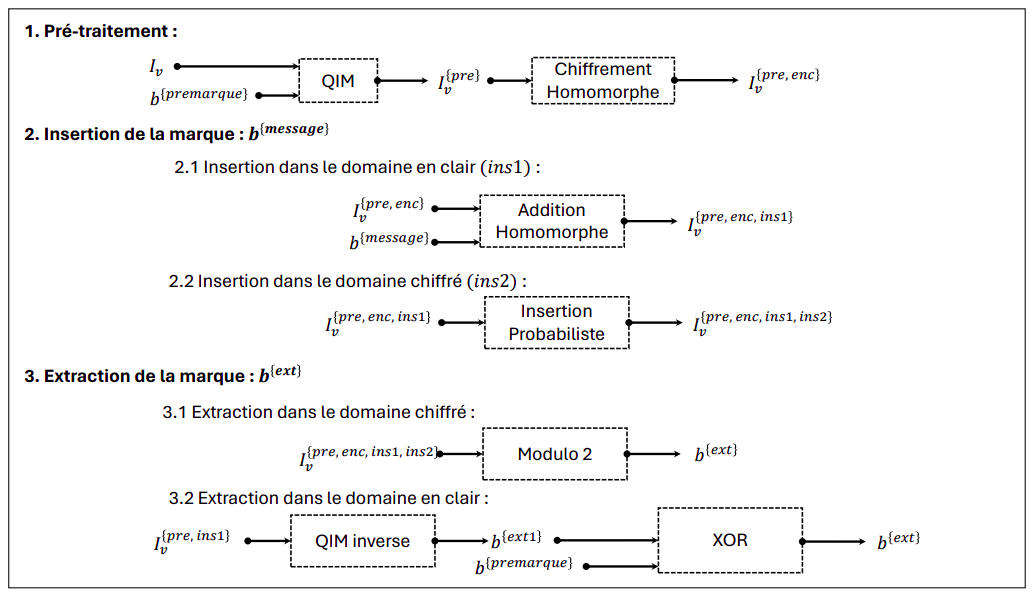 1. Pré-traitement :
I_v QIM I_v^{pre} Chiffrement Homomorphe I_v^{pre, enc}
b^{premarque}
2. Insertion de la marque : b^{message}
2.1 Insertion dans le domaine en clair (ins1) :
I_v^{pre, enc} Addition Homomorphe I_v^{pre, enc, ins1}
b^{message}
2.2 Insertion dans le domaine chiffré (ins2) :
I_v^{pre, enc, ins1} Insertion Probabiliste I_v^{pre, enc, ins1, ins2}
3. Extraction de la marque : b^{ext}
3.1 Extraction dans le domaine chiffré :
I_v^{pre, enc, ins1, ins2} Modulo 2 b^{ext}
3.2 Extraction dans le domaine en clair :
I_v^{pre, ins1} QIM inverse b^{ext1} XOR b^{ext}
b^{premarque}